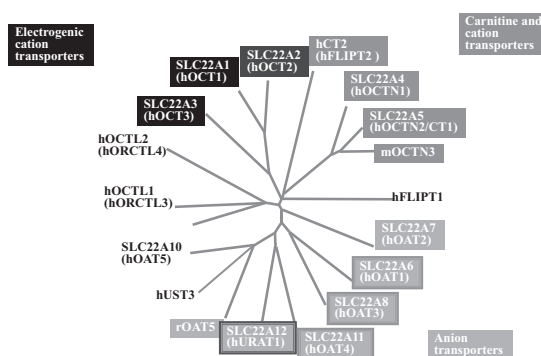 Electrogenic
cation
transporters
Carnitine and
cation
transporters
hCT2
(hFLIPT2 )
SLC22A2
(hOCT2)
SLC22A1
(hOCT1)
SLC22A4
(hOCTN1)
SLC22A3
(hOCT3)
SLC22A5
(hOCTN2/CT1)
mOCTN3
hOCTL2
(hORCTL4)
hOCTL1
(hORCTL3)
hFLIPT1
SLC22A7
(hOAT2)
SLC22A10
(hOAT5)
SLC22A6
(hOAT1)
hUST3
SLC22A8
(hOAT3)
rOAT5
SLC22A12
(hURAT1)
SLC22A11
(hOAT4)
Anion
transporters